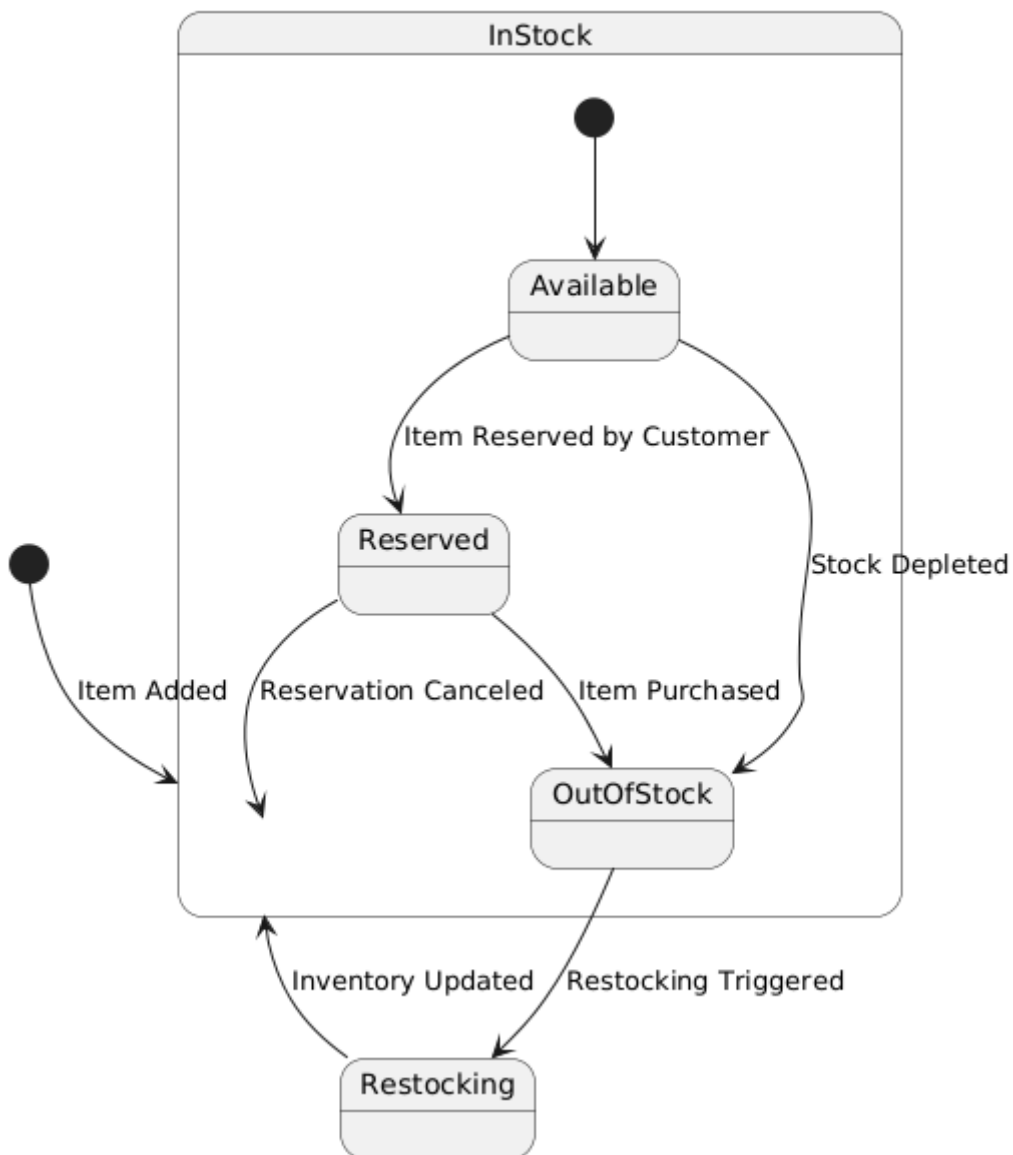 InStock
Available
Item Reserved by Customer
Reserved
Stock Depleted
Item Added
Reservation Canceled
Item Purchased
OutOfStock
Inventory Updated
Restocking Triggered
Restocking